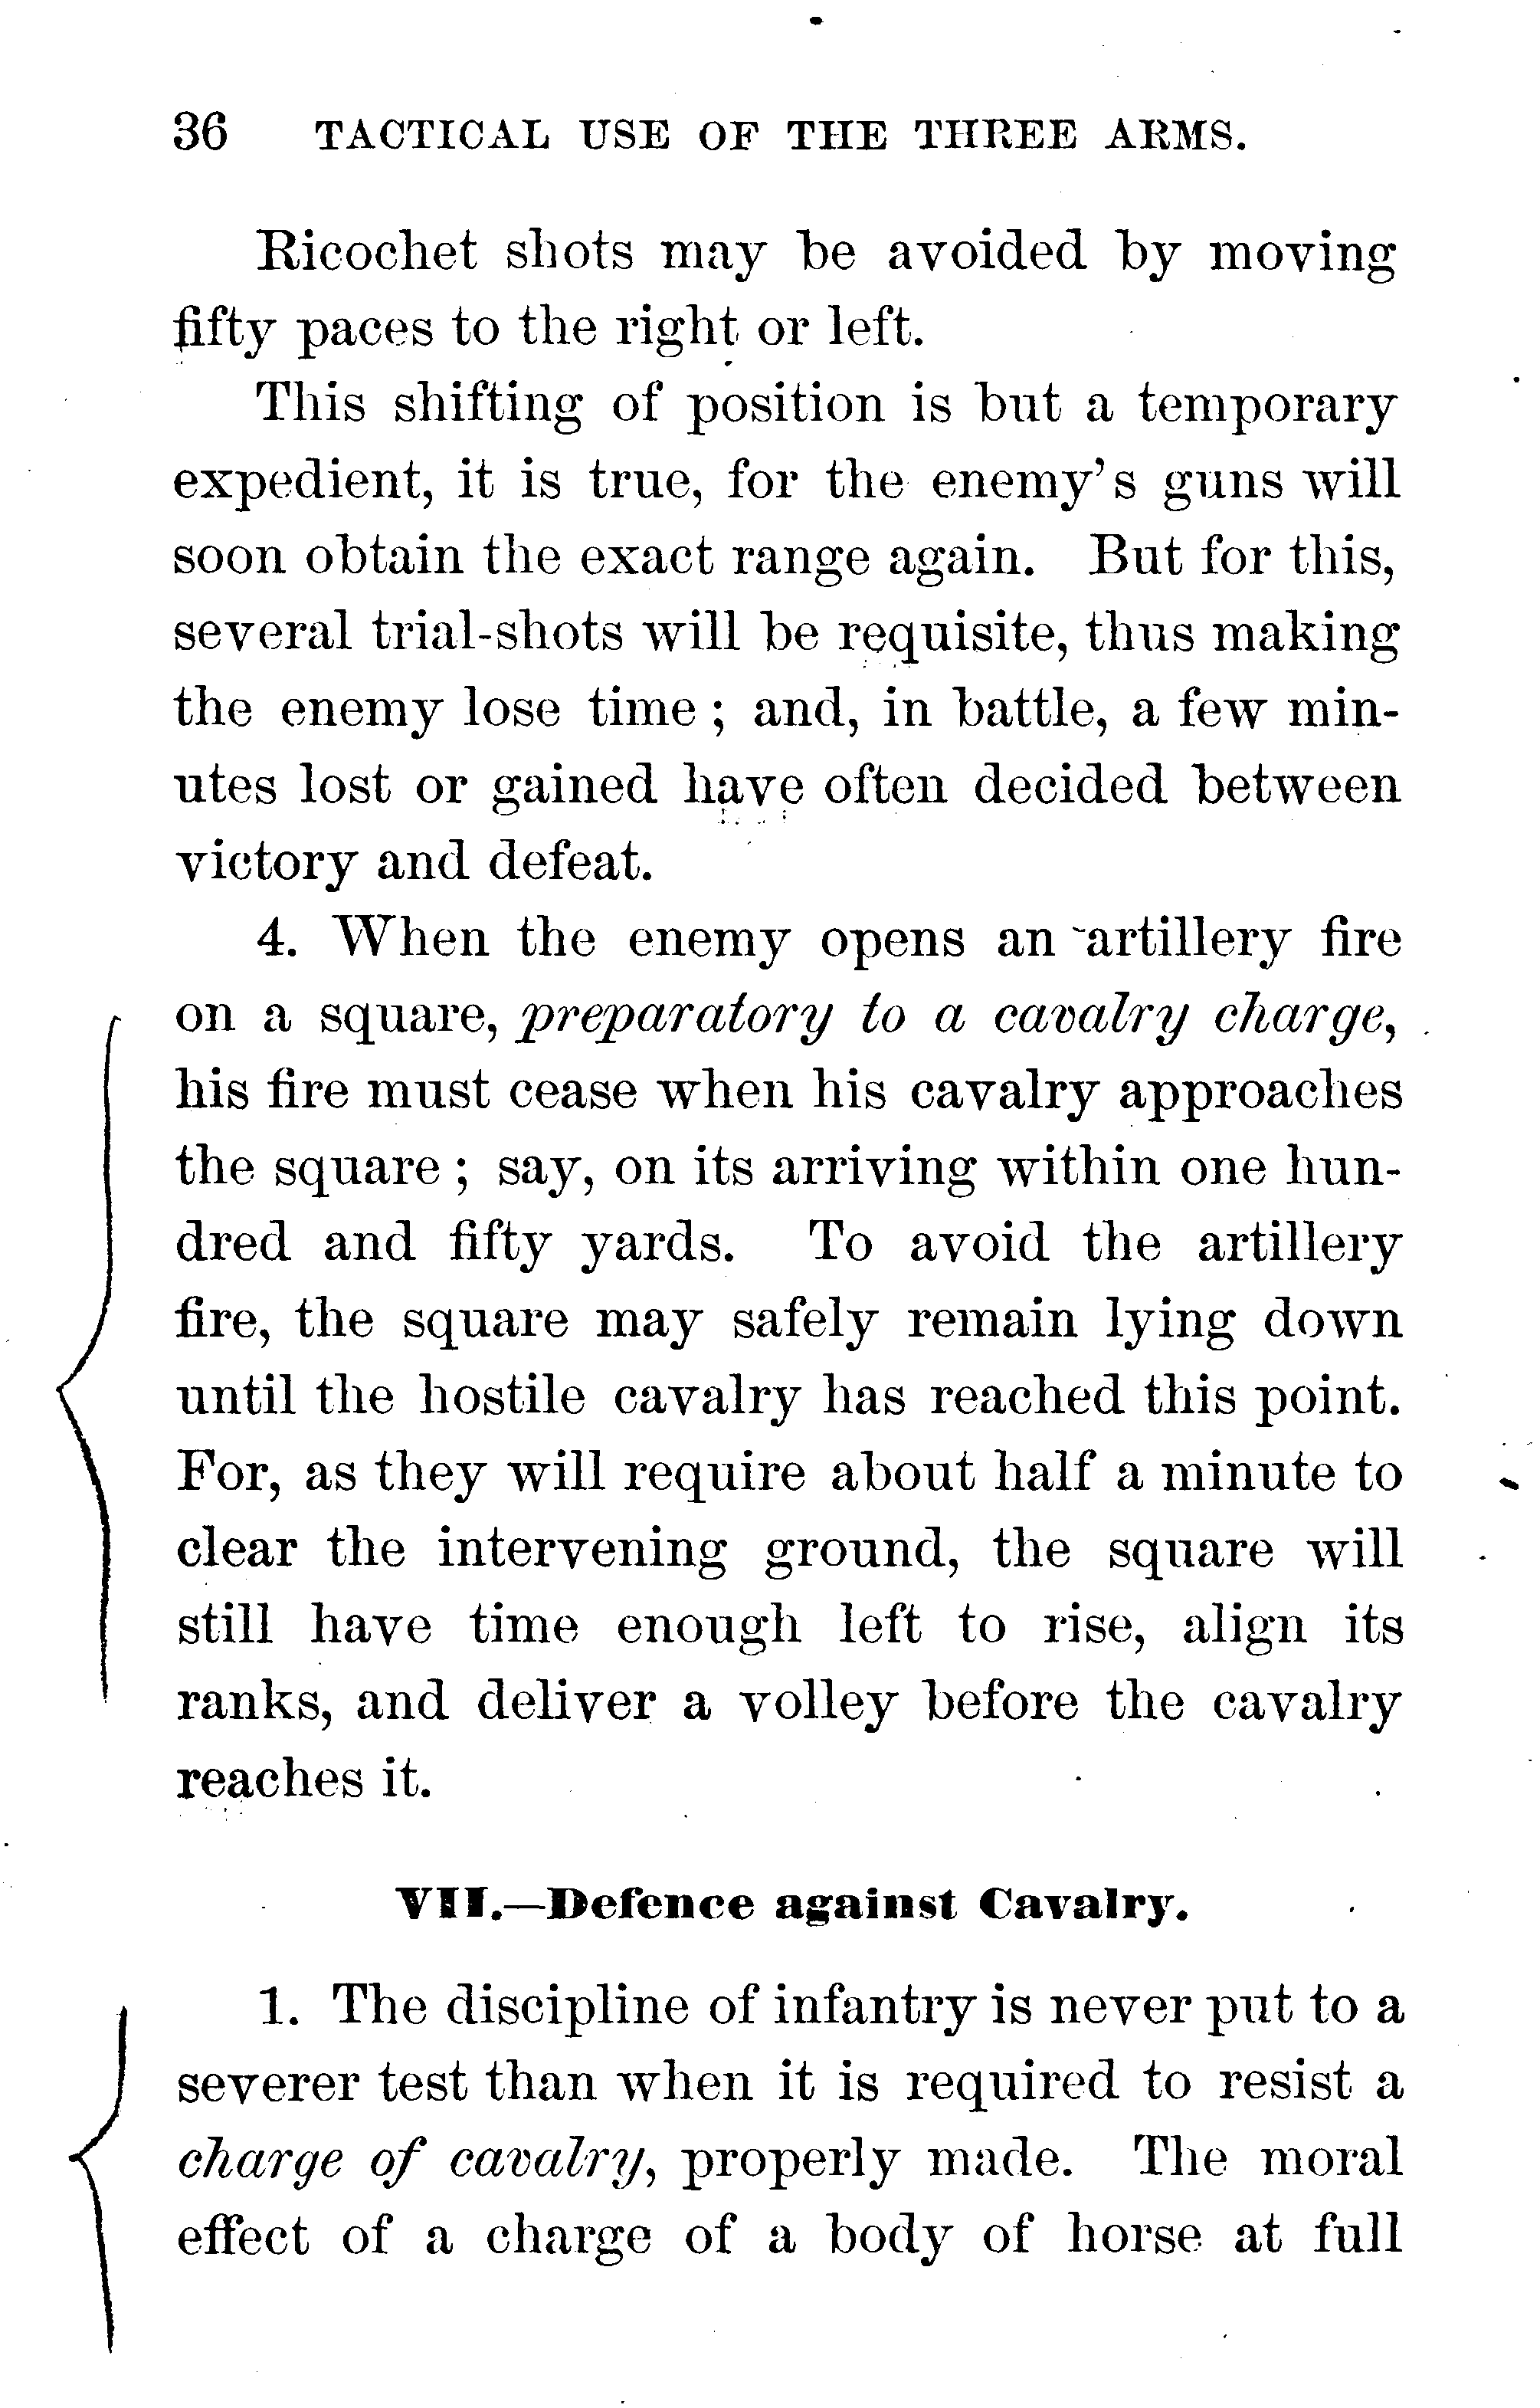 36 TACTICAL USE OF THE THREE ARMS.
Ricochet shots may be avoided by moving
fifty paces to the right or left.
This shifting of position is but a temporary
expedient, it is true, for the enemy's guns will
soon obtain the exact range again. But for this,
several trial-shots will be requisite, thus making
the enemy lose time ; and, in battle, a few min-
utes lost or gained have often decided between
victory and defeat.
4. When the enemy opens an artillery fire
on a square, preparatory to a cavalry charge,
his fire must cease when his cavalry approaches
the square ; say, on its arriving within one hun-
dred and fifty yards. To avoid the artillery
fire, the square may safely remain lying down
until the hostile cavalry has reached this point.
For, as they will require about half a minute to
clear the intervening ground, the square will
still have time enough left to rise, align its
ranks, and deliver a volley before the cavalry
reaches it.
VII.—Defence against Cavalry.
1. The discipline of infantry is never put to a
severer test than when it is required to resist a
charge of cavalry, properly made. The moral
effect of a charge of a body of horse at full